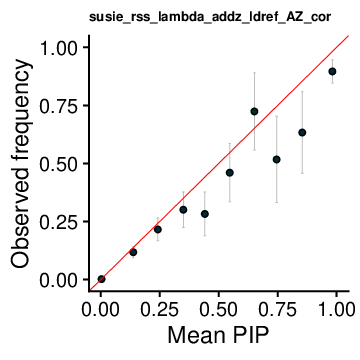 susie_rss_lambda_addz_ldref_AZ_cor
Observed frequency
1.00
0.75
0.50
0.25
0.00
0.00 0.25 0.50 0.75 1.00
Mean PIP